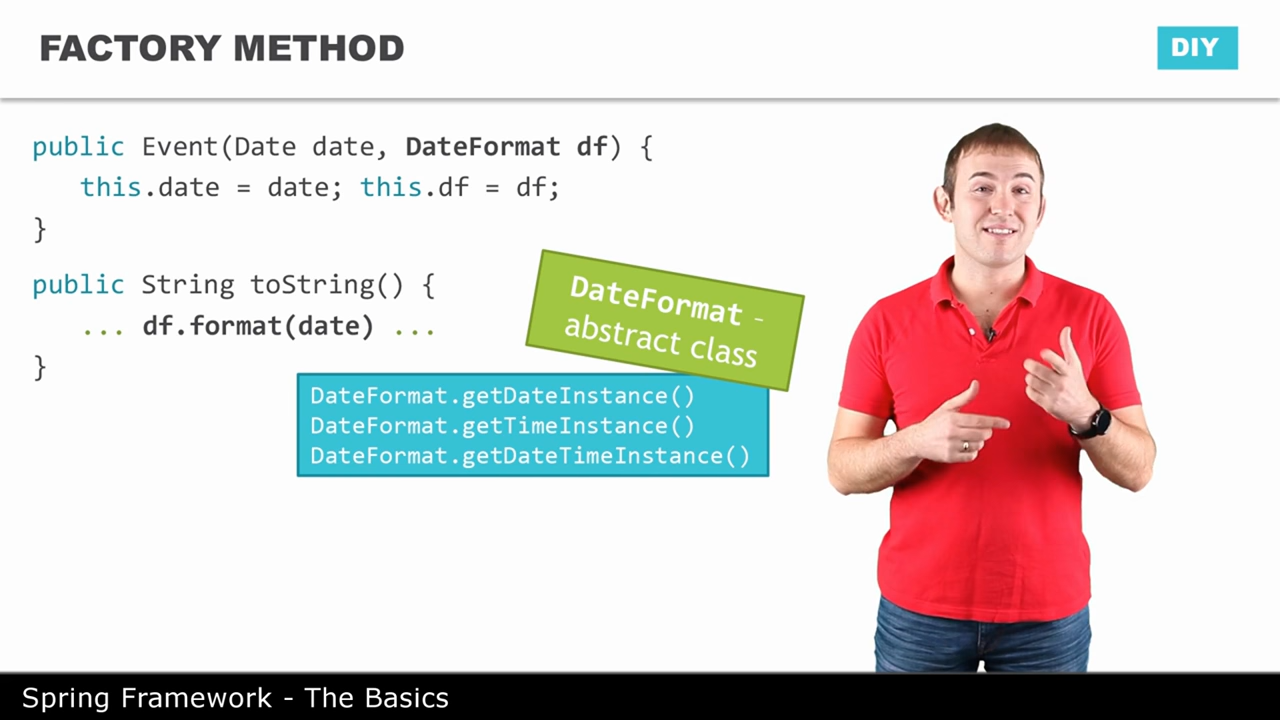 FACTORY METHOD
DIY
public Event(Date date, DateFormat df) {
this.date = date; this.df = df;
}
public String toString() {
... df.format(date) ...
}
DateFormat –
abstract class
DateFormat.getDateInstance()
DateFormat.getTimeInstance()
DateFormat.getDateTimeInstance()
Spring Framework - The Basics